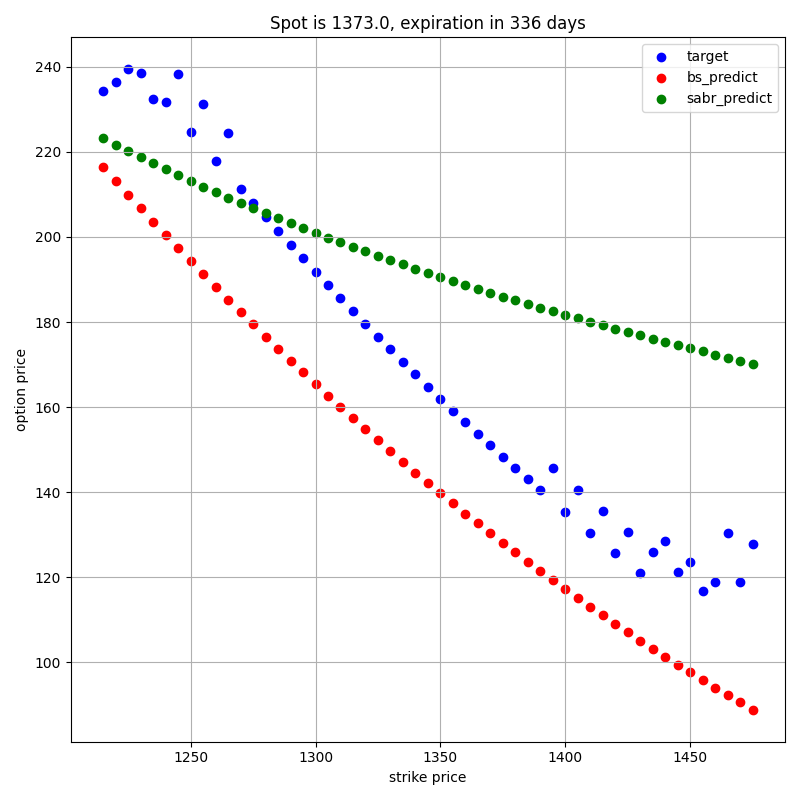 Spot is 1373.0, expiration in 336 days
target
bs_predict
sabr_predict
option price
240
220
200
180
160
140
120
100
1250 1300 1350 1400 1450
strike price